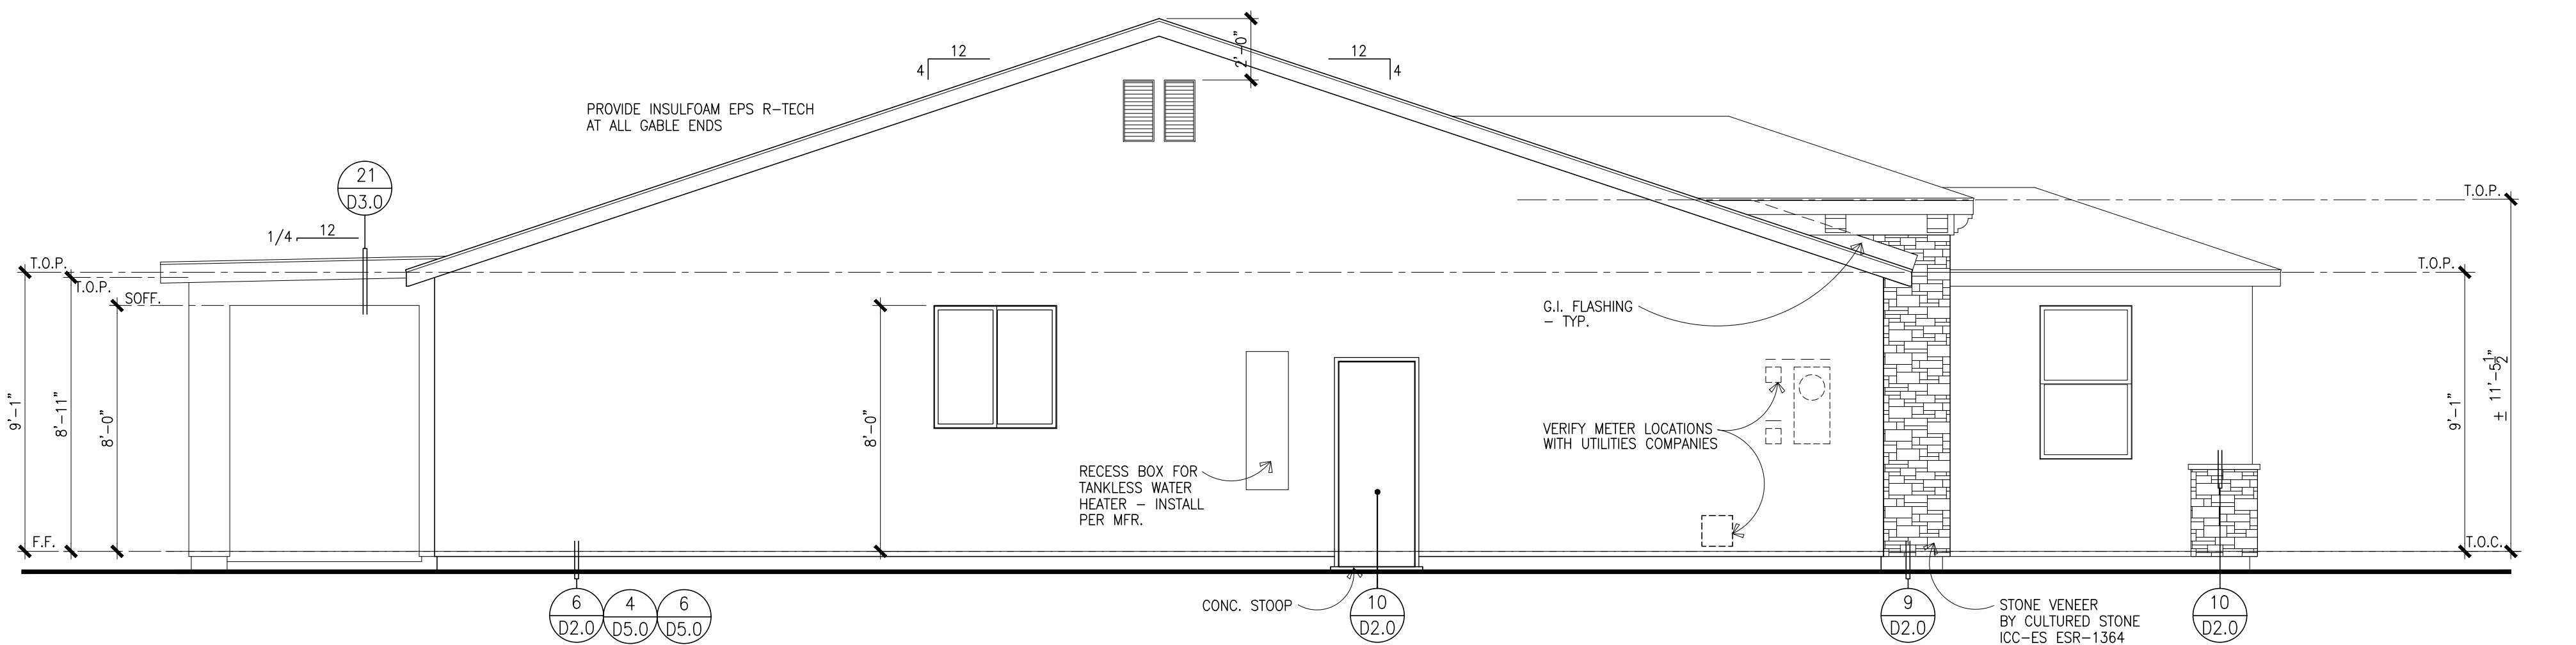 2'-0"
12
4
12
4
PROVIDE INSULFOAM EPS R-TECH
AT ALL GABLE ENDS
21
D3.0
1/4
12
T.O.P.
T.O.P.
SOFF.
T.O.P.
T.O.P.
9'-1"
8'-11"
8'-0"
8'-0"
G.I. FLASHING
- TYP.
VERIFY METER LOCATIONS
WITH UTILITIES COMPANIES
RECESS BOX FOR
TANKLESS WATER
HEATER - INSTALL
PER MFR.
9'-1"
± 11'-5 1/2"
F.F.
T.O.C.
6
D2.0
4
D5.0
6
D5.0
CONC. STOOP
10
D2.0
9
D2.0
STONE VENEER
BY CULTURED STONE
ICC-ES ESR-1364
10
D2.0